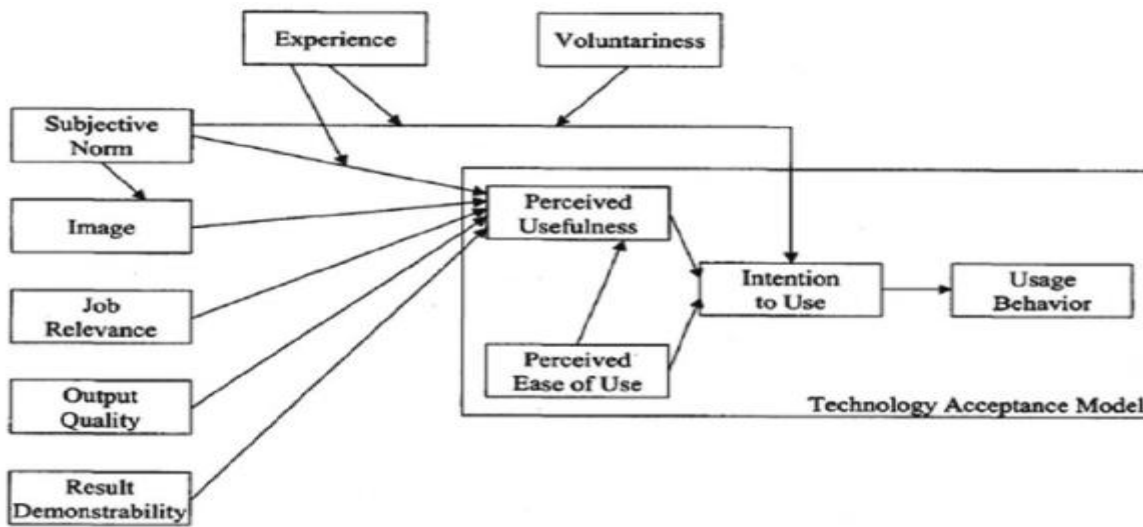 Experience
Voluntariness
Subjective
Norm
Image
Perceived
Usefulness
Job
Relevance
Intention
to Use
Usage
Behavior
Perceived
Ease of Use
Output
Quality
Technology Acceptance Model
Result
Demonstrability